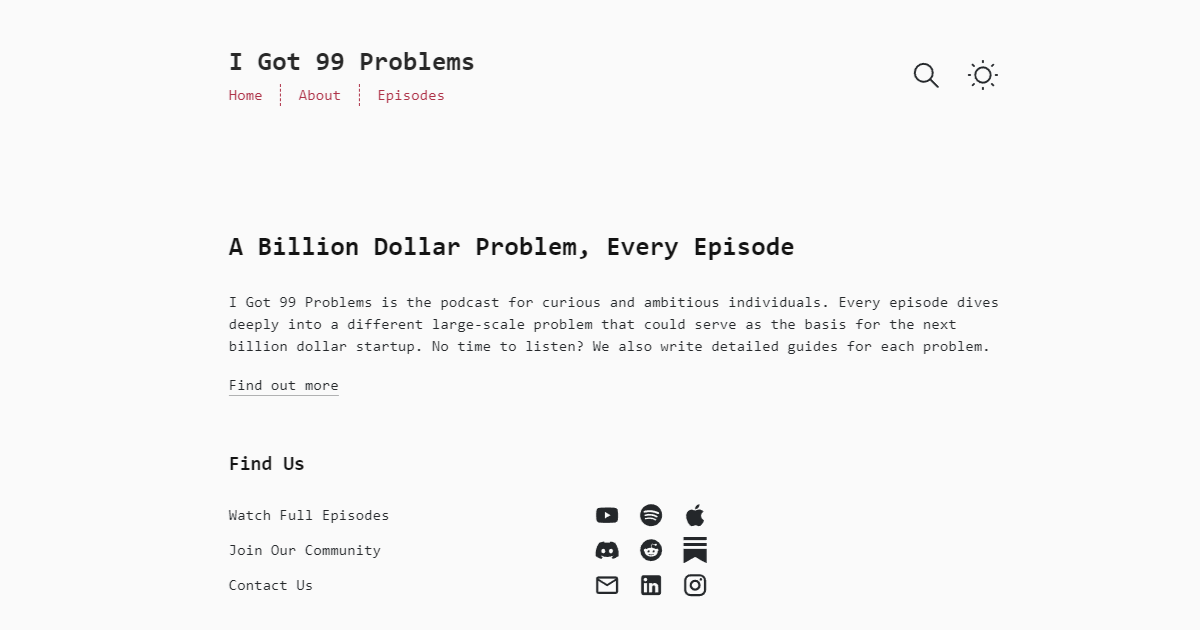 I Got 99 Problems
Home About Episodes
A Billion Dollar Problem, Every Episode
I Got 99 Problems is the podcast for curious and ambitious individuals. Every episode dives
deeply into a different large-scale problem that could serve as the basis for the next
billion dollar startup. No time to listen? We also write detailed guides for each problem.
Find out more
Find Us
Watch Full Episodes
Join Our Community
Contact Us